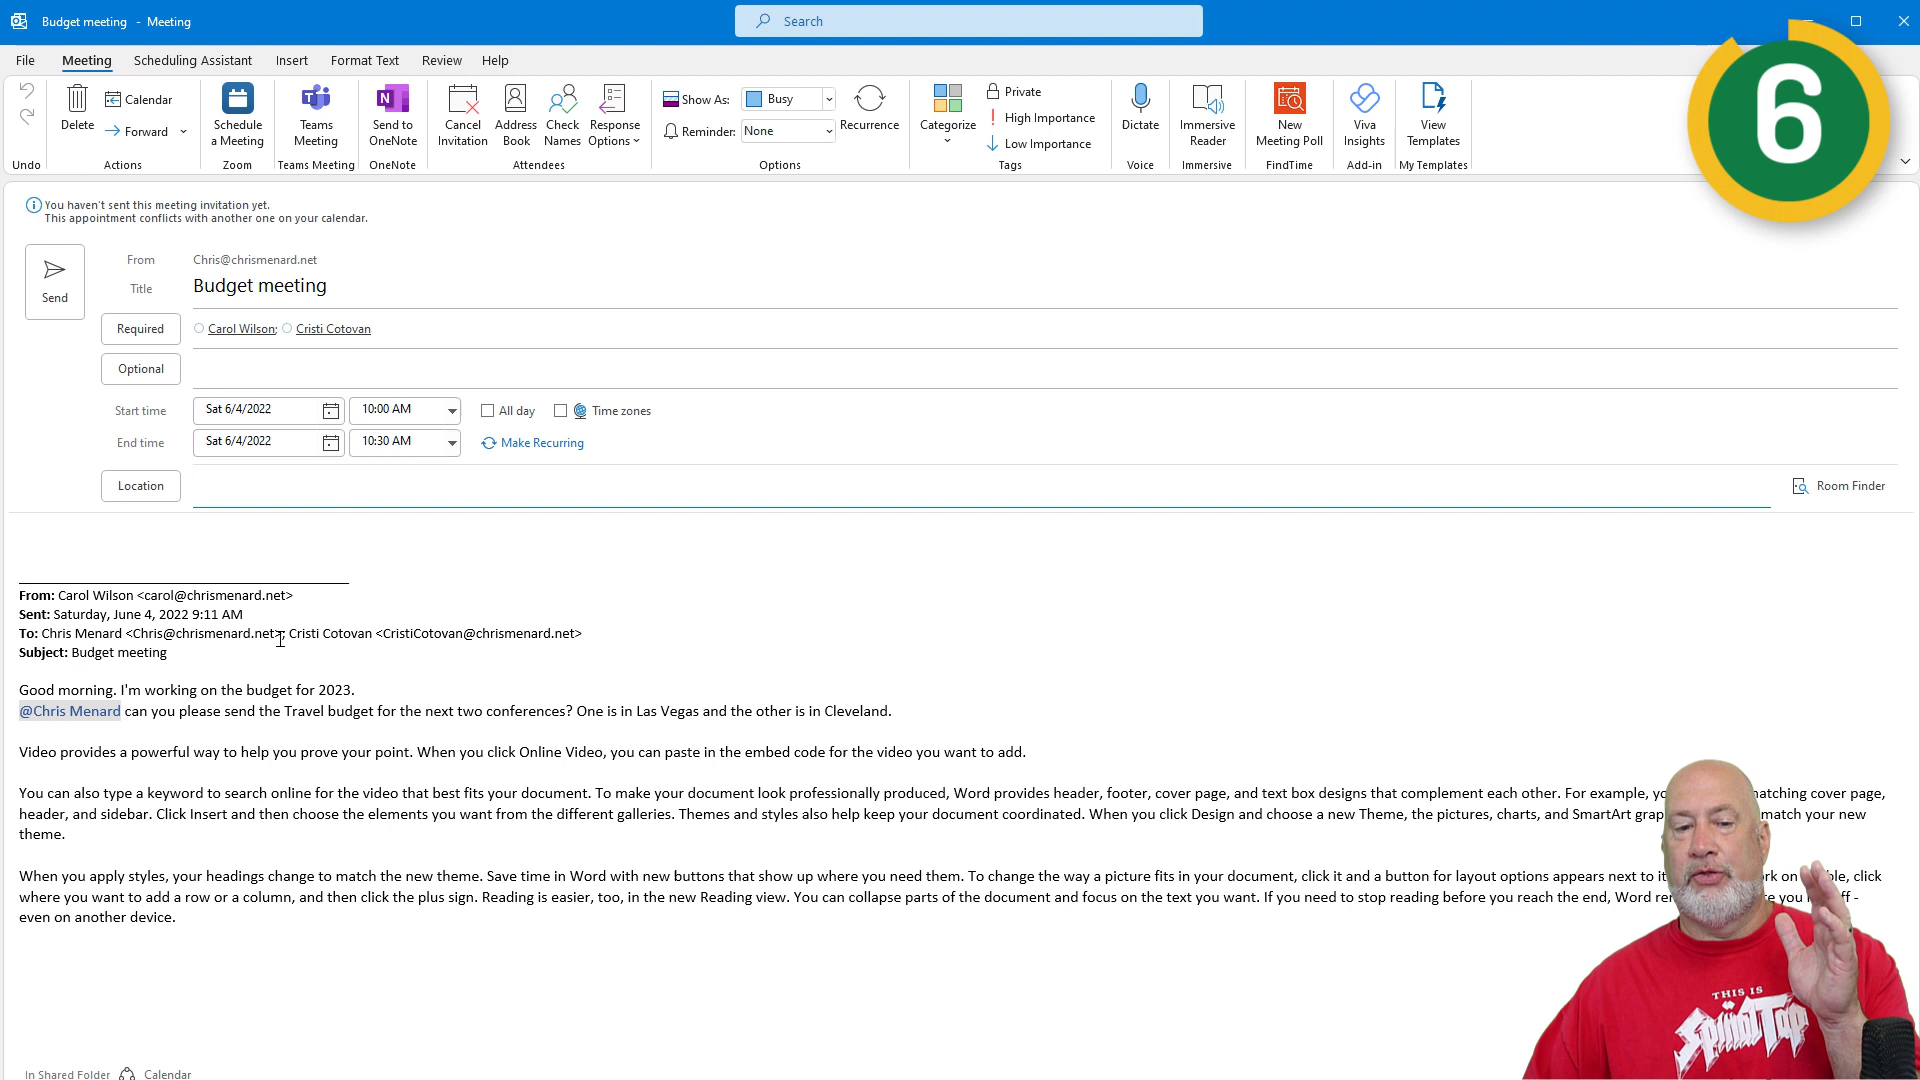 Budget meeting - Meeting
Search
File Meeting Scheduling Assistant Insert Format Text Review Help
6
Delete
Calendar
Forward
Schedule a Meeting
Teams Meeting
N
Send to OneNote
Cancel Invitation
Address Book
Check Names
Response Options
Show As: Busy
Reminder: None
Recurrence
Categorize
Private
High Importance
Low Importance
Dictate
Immersive Reader
New Meeting Poll
Viva Insights
View Templates
Undo Actions Zoom Teams Meeting OneNote Attendees Options Tags Voice Immersive FindTime Add-in My Templates
You haven't sent this meeting invitation yet.
This appointment conflicts with another one on your calendar.
Send
From Chris@chrismenard.net
Title Budget meeting
Required Carol Wilson; Cristi Cotovan
Optional
Start time Sat 6/4/2022 10:00 AM All day Time zones
End time Sat 6/4/2022 10:30 AM Make Recurring
Location Room Finder
From: Carol Wilson <carol@chrismenard.net>
Sent: Saturday, June 4, 2022 9:11 AM
To: Chris Menard <Chris@chrismenard.net>; Cristi Cotovan <CristiCotovan@chrismenard.net>
Subject: Budget meeting
Good morning. I'm working on the budget for 2023.
@Chris Menard can you please send the Travel budget for the next two conferences? One is in Las Vegas and the other is in Cleveland.
Video provides a powerful way to help you prove your point. When you click Online Video, you can paste in the embed code for the video you want to add.
You can also type a keyword to search online for the video that best fits your document. To make your document look professionally produced, Word provides header, footer, cover page, and text box designs that complement each other. For example, cover page,
header, and sidebar. Click Insert and then choose the elements you want from the different galleries. Themes and styles also help keep your document coordinated. When you click Design and choose a new Theme, the pictures, charts, and SmartArt match your new
theme.
When you apply styles, your headings change to match the new theme. Save time in Word with new buttons that show up where you need them. To change the way a picture fits in your document, click it and a button for layout options appears next to click
where you want to add a row or a column, and then click the plus sign. Reading is easier, too, in the new Reading view. You can collapse parts of the document and focus on the text you want. If you need to stop reading before you reach the end, Word -
even on another device.
THIS IS
Spinal Tap
In Shared Folder Calendar